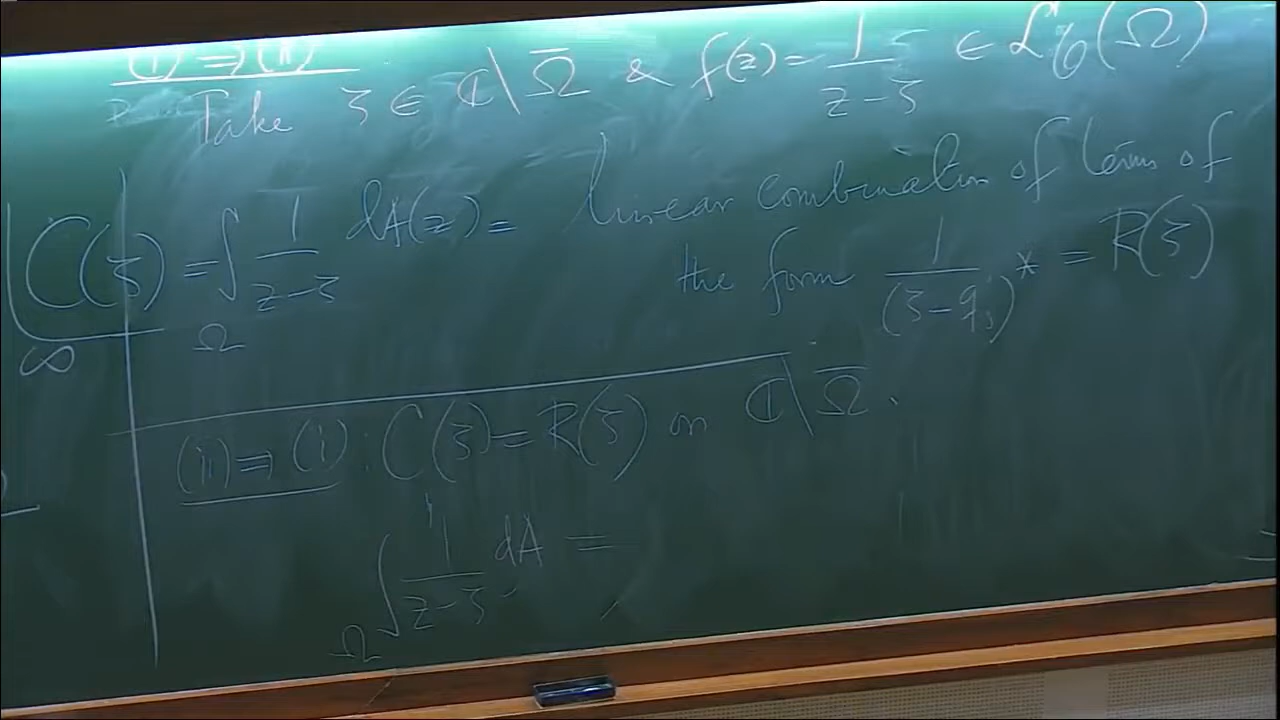 (i) ⇒ (ii)
Take ζ ∈ ℂ\Ω̄ & f(z) = 1/(z-ζ) ∈ L¹_b(Ω)
C(ζ) = ∫_Ω 1/(z-ζ) dA(z) = linear combination of terms of
the form 1/(ζ-q_j)^* = R(ζ)
∞
(ii) ⇒ (i) : C(ζ) = R(ζ) on ℂ\Ω̄.
∫_Ω 1/(z-ζ) dA =